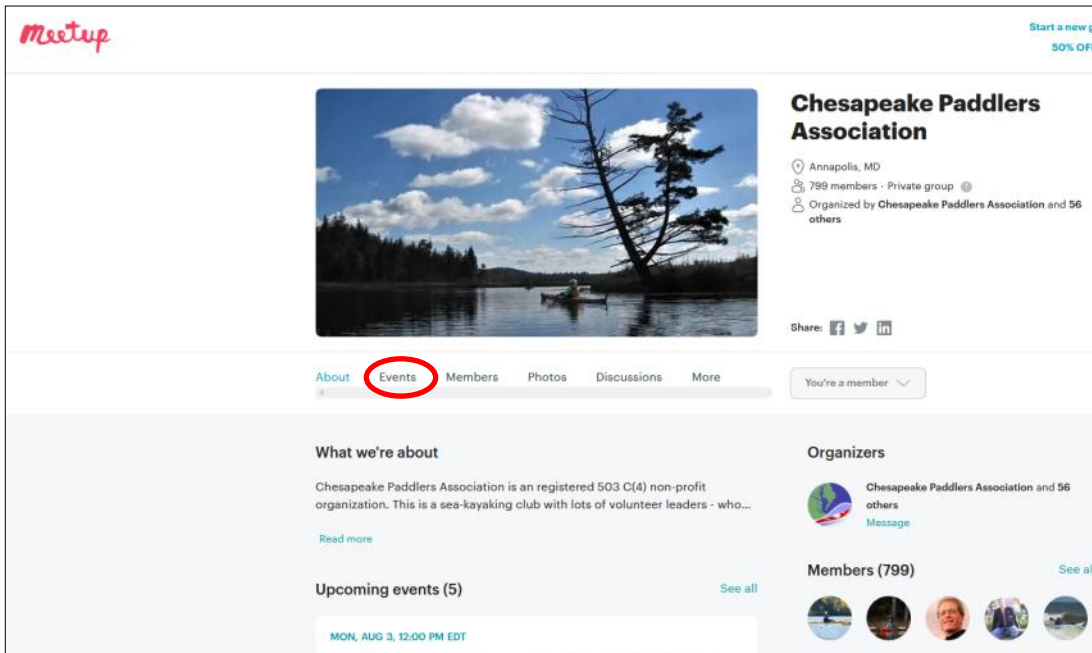 Meetup
Start a new g
50% OFF
Chesapeake Paddlers
Association
Annapolis, MD
799 members · Private group
Organized by Chesapeake Paddlers Association and 56
others
Share:
About Events Members Photos Discussions More
You're a member
What we're about
Chesapeake Paddlers Association is an registered 503 C(4) non-profit
organization. This is a sea-kayaking club with lots of volunteer leaders - who...
Read more
Organizers
Chesapeake Paddlers Association and 56
others
Message
Upcoming events (5)
See all
MON, AUG 3, 12:00 PM EDT
Members (799)
See al